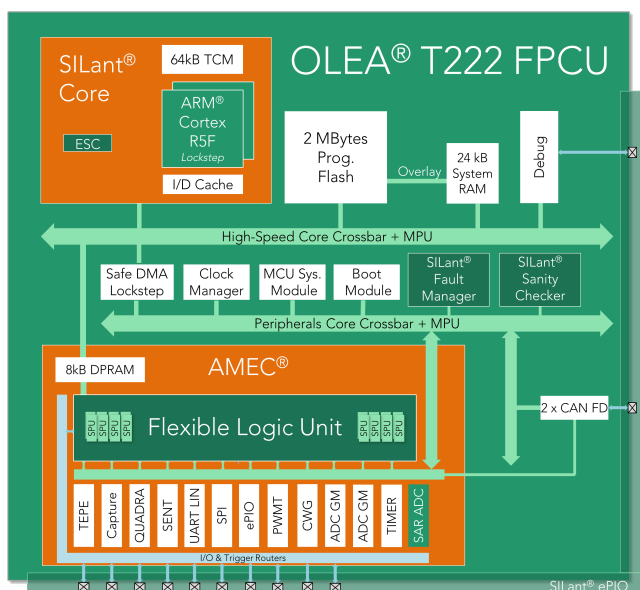 OLEA® T222 FPCU
SILant®
Core
64kB TCM
ARM®
Cortex
R5F
Lockstep
ESC
I/D Cache
2 MBytes
Prog.
Flash
Overlay
24 kB
System
RAM
Debug
High-Speed Core Crossbar + MPU
Safe DMA
Lockstep
Clock
Manager
MCU Sys.
Module
Boot
Module
SILant®
Fault
Manager
SILant®
Sanity
Checker
Peripherals Core Crossbar + MPU
8kB DPRAM
AMEC®
SPU
SPU
SPU
SPU
Flexible Logic Unit
SPU
SPU
SPU
SPU
2 x CAN FD
TEPE
Capture
QUADRA
SENT
UART LIN
SPI
ePIO
PWMT
CWG
ADC GM
ADC GM
TIMER
SAR ADC
I/O & Trigger Routers
SILant® ePIO